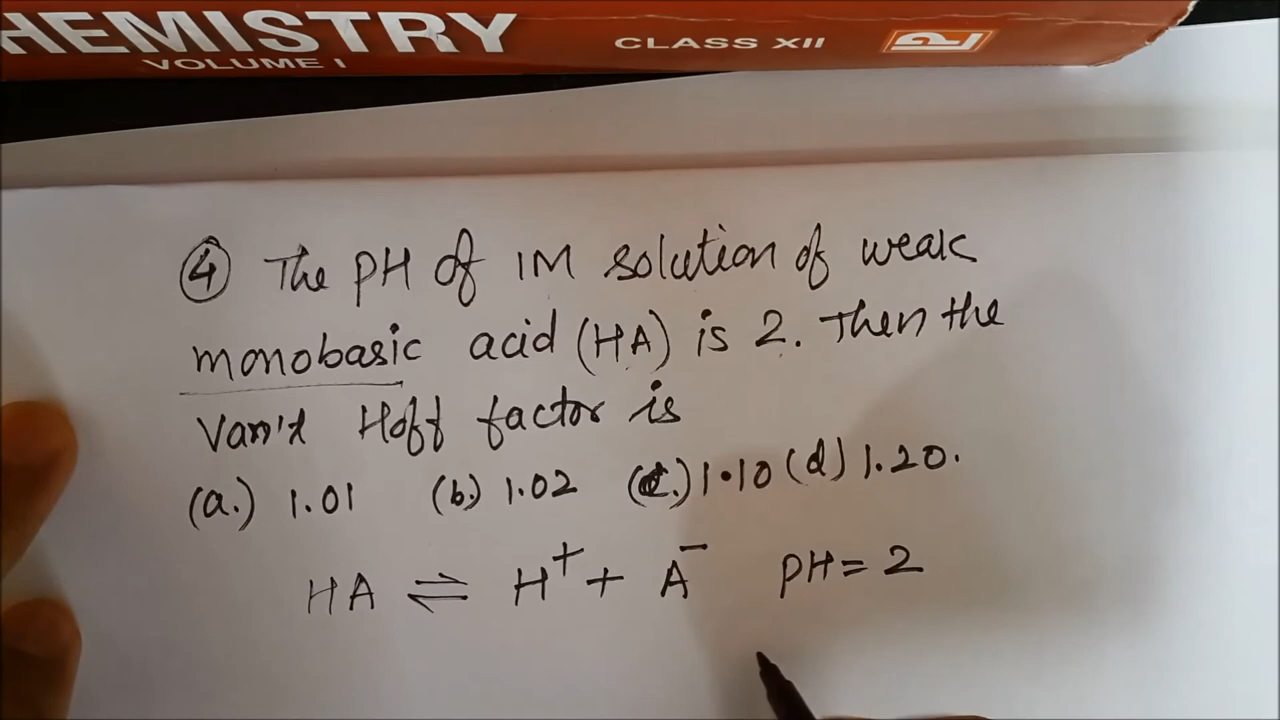 HEMISTRY
VOLUME I
CLASS XII
④ The PH of 1M solution of weak
monobasic acid (HA) is 2. Then the
Van't Hoff factor is
(a.) 1.01 (b.) 1.02 (c.) 1.10 (d) 1.20.
HA ⇌ H⁺ + A⁻ PH = 2